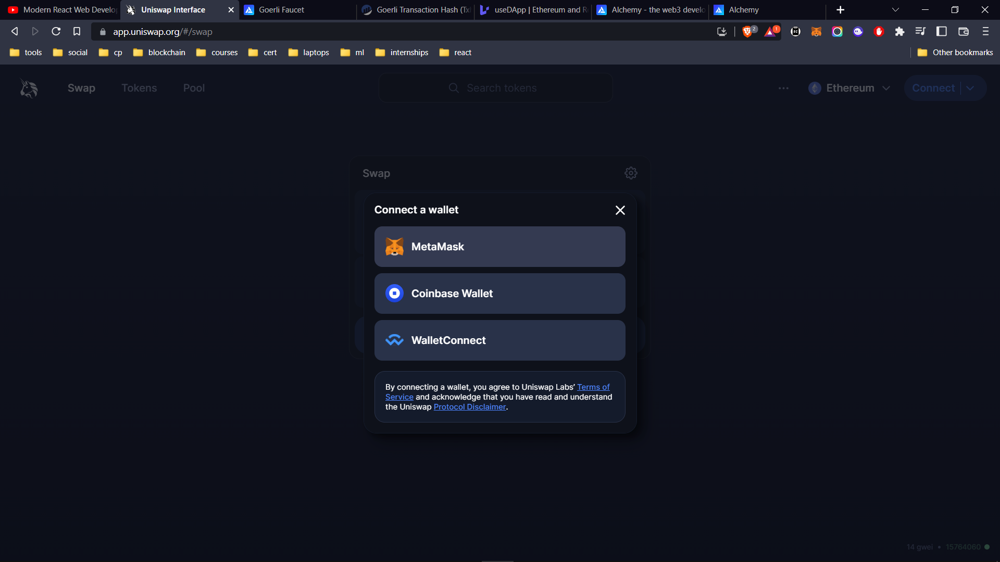 Modern React Web Develo
Uniswap Interface
Goerli Faucet
Goerli Transaction Hash (Tx
useDApp | Ethereum and R
Alchemy - the web3 develo
Alchemy
app.uniswap.org/#/swap
2
1
tools
social
cp
blockchain
courses
cert
laptops
ml
internships
react
Other bookmarks
Swap
Tokens
Pool
Search tokens
Ethereum
Connect
Swap
Connect a wallet
MetaMask
Coinbase Wallet
WalletConnect
By connecting a wallet, you agree to Uniswap Labs’ Terms of
Service and acknowledge that you have read and understand
the Uniswap Protocol Disclaimer.
14 gwei • 15764060